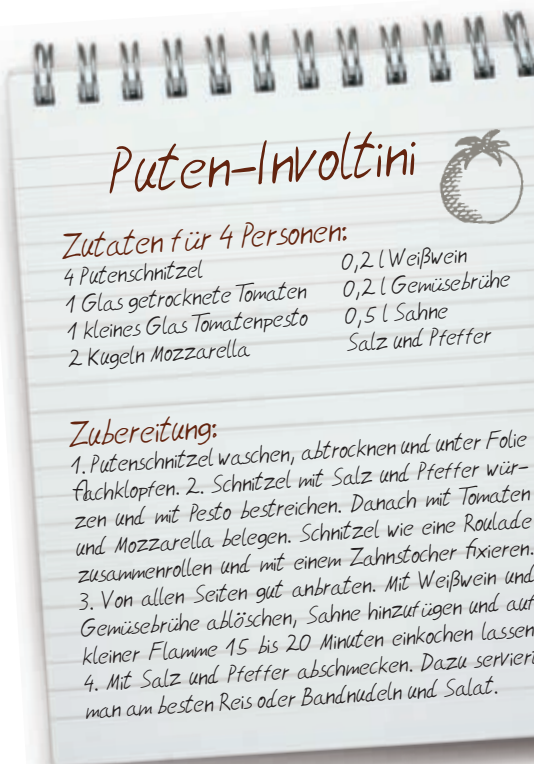 Puten-Involtini
Zutaten für 4 Personen:
4 Putenschnitzel
1 Glas getrocknete Tomaten
1 kleines Glas Tomatenpesto
2 Kugeln Mozzarella
0,2 l Weißwein
0,2 l Gemüsebrühe
0,5 l Sahne
Salz und Pfeffer
Zubereitung:
1. Putenschnitzel waschen, abtrocknen und unter Folie
flachklopfen. 2. Schnitzel mit Salz und Pfeffer wür-
zen und mit Pesto bestreichen. Danach mit Tomaten
und Mozzarella belegen. Schnitzel wie eine Roulade
zusammenrollen und mit einem Zahnstocher fixieren.
3. Von allen Seiten gut anbraten. Mit Weißwein und
Gemüsebrühe ablöschen, Sahne hinzufügen und auf
kleiner Flamme 15 bis 20 Minuten einkochen lassen
4. Mit Salz und Pfeffer abschmecken. Dazu serviert
man am besten Reis oder Bandnudeln und Salat.